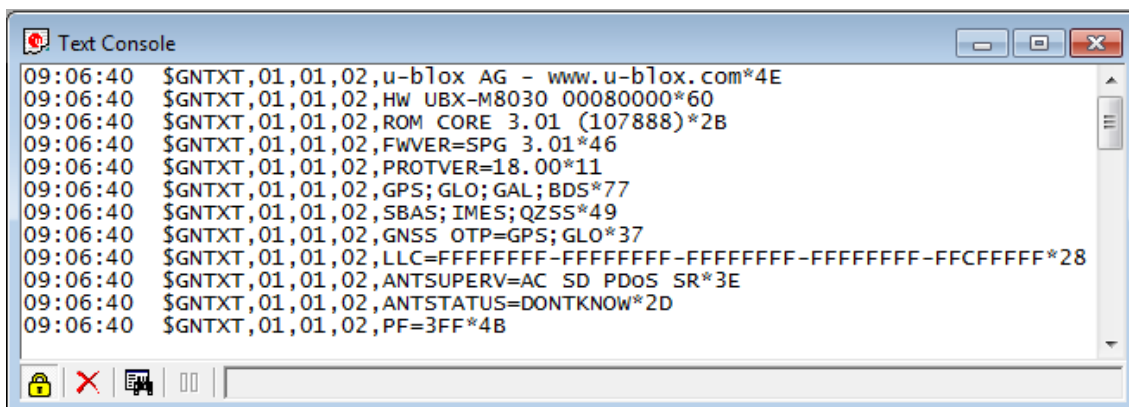 Text Console
09:06:40 $GNTXT,01,01,02,u-blox AG - www.u-blox.com*4E
09:06:40 $GNTXT,01,01,02,HW UBX-M8030 00080000*60
09:06:40 $GNTXT,01,01,02,ROM CORE 3.01 (107888)*2B
09:06:40 $GNTXT,01,01,02,FWVER=SPG 3.01*46
09:06:40 $GNTXT,01,01,02,PROTVER=18.00*11
09:06:40 $GNTXT,01,01,02,GPS;GLO;GAL;BDS*77
09:06:40 $GNTXT,01,01,02,SBAS;IMES;QZSS*49
09:06:40 $GNTXT,01,01,02,GNSS OTP=GPS;GLO*37
09:06:40 $GNTXT,01,01,02,LLC=FFFFFFFF-FFFFFFFF-FFFFFFFF-FFFFFFFF-FFCFFFFF*28
09:06:40 $GNTXT,01,01,02,ANTSUPERV=AC SD PDoS SR*3E
09:06:40 $GNTXT,01,01,02,ANTSTATUS=DONTKNOW*2D
09:06:40 $GNTXT,01,01,02,PF=3FF*4B